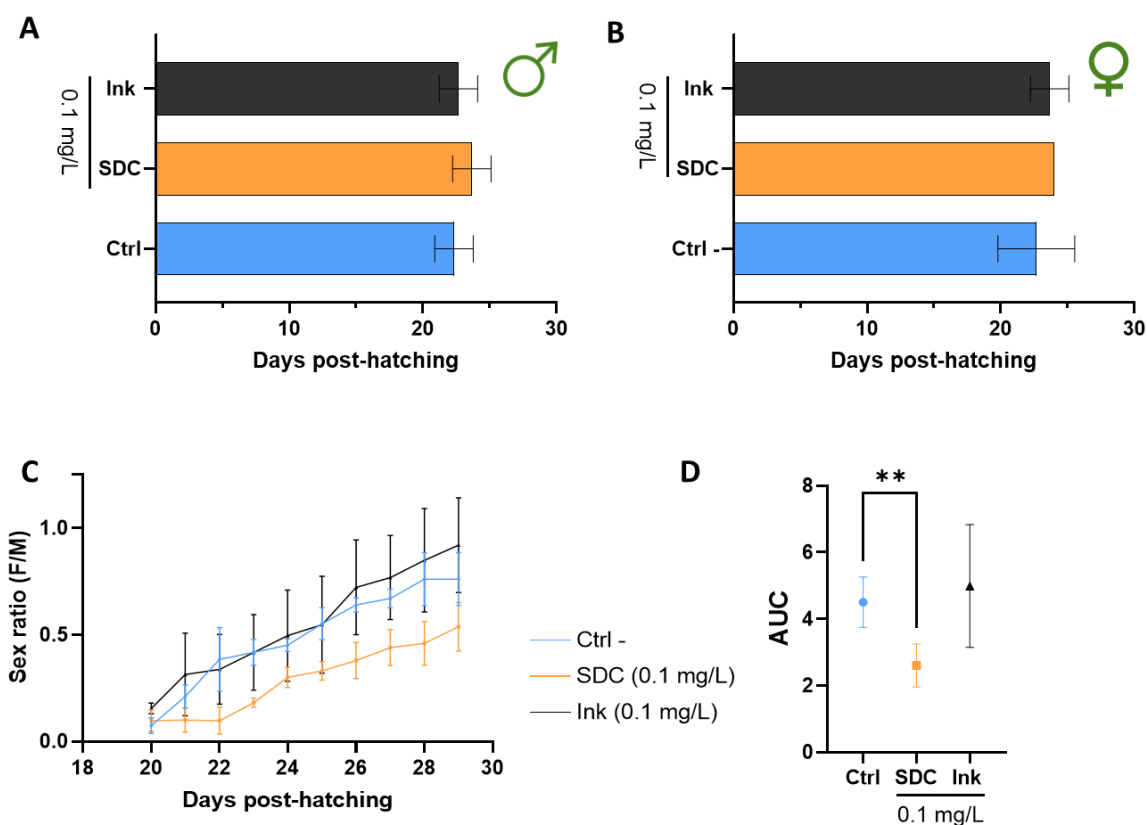 A
Ink
SDC
Ctrl
0.1 mg/L
0 10 20 30
Days post-hatching
B
Ink
SDC
Ctrl -
0.1 mg/L
0 10 20 30
Days post-hatching
C
Sex ratio (F/M)
1.0
0.5
0.0
18 20 22 24 26 28 30
Days post-hatching
Ctrl -
SDC (0.1 mg/L)
Ink (0.1 mg/L)
D
**
AUC
8
6
4
2
0
Ctrl SDC Ink
0.1 mg/L